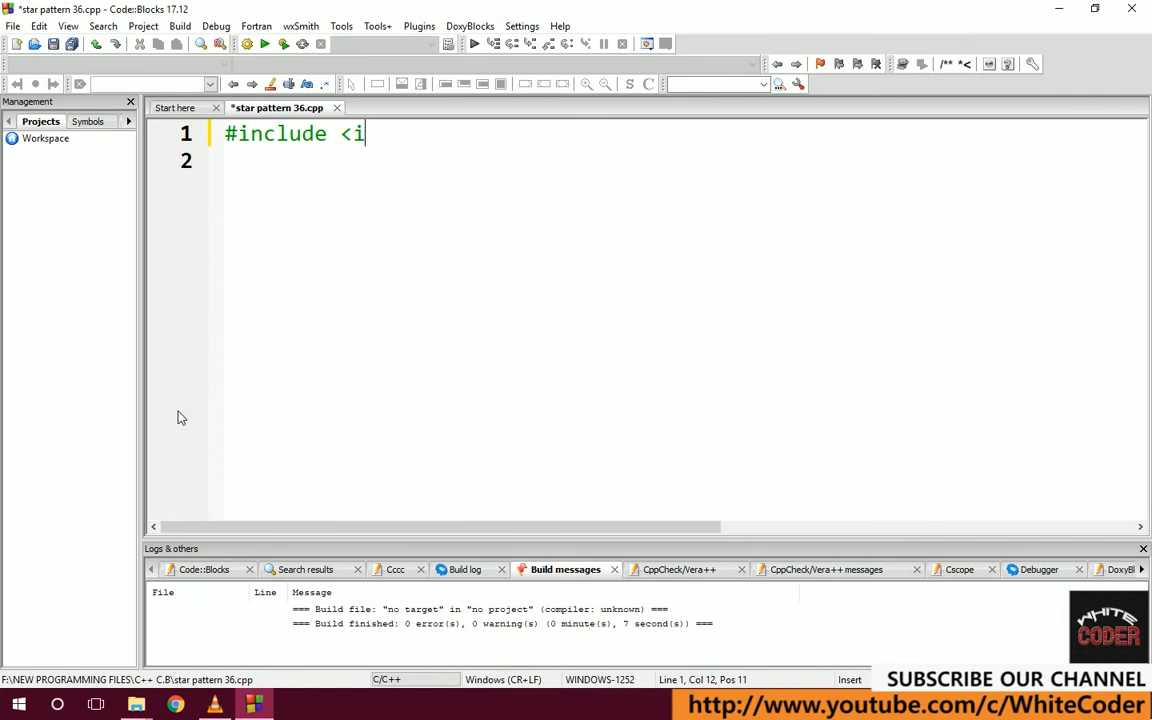 *star pattern 36.cpp - Code::Blocks 17.12
File Edit View Search Project Build Debug Fortran wxSmith Tools Tools+ Plugins DoxyBlocks Settings Help
/** *<
S C
Management
Projects Symbols
Workspace
Start here *star pattern 36.cpp
1 #include <i
2
Logs & others
Code::Blocks Search results Cccc Build log Build messages CppCheck/Vera++ CppCheck/Vera++ messages Cscope Debugger DoxyBl
File Line Message
=== Build file: "no target" in "no project" (compiler: unknown) ===
=== Build finished: 0 error(s), 0 warning(s) (0 minute(s), 7 second(s)) ===
WHITE
CODER
F:\NEW PROGRAMMING FILES\C++ C.B\star pattern 36.cpp C/C++ Windows (CR+LF) WINDOWS-1252 Line 1, Col 12, Pos 11 Insert
SUBSCRIBE OUR CHANNEL
http://www.youtube.com/c/WhiteCoder